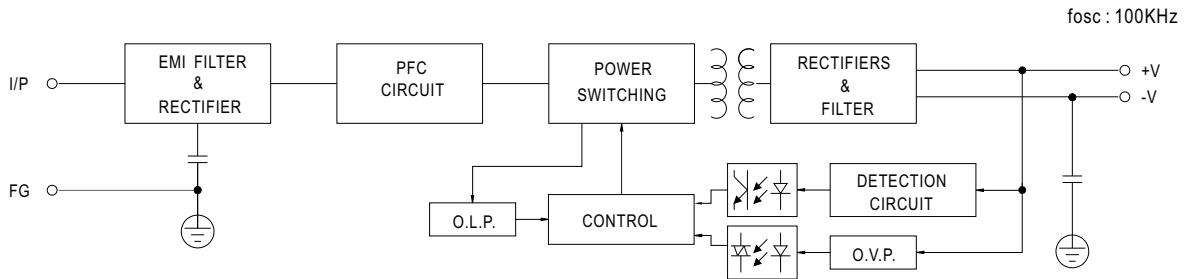 fosc : 100KHz
I/P
EMI FILTER
&
RECTIFIER
PFC
CIRCUIT
POWER
SWITCHING
RECTIFIERS
&
FILTER
+V
-V
FG
O.L.P.
CONTROL
DETECTION
CIRCUIT
O.V.P.